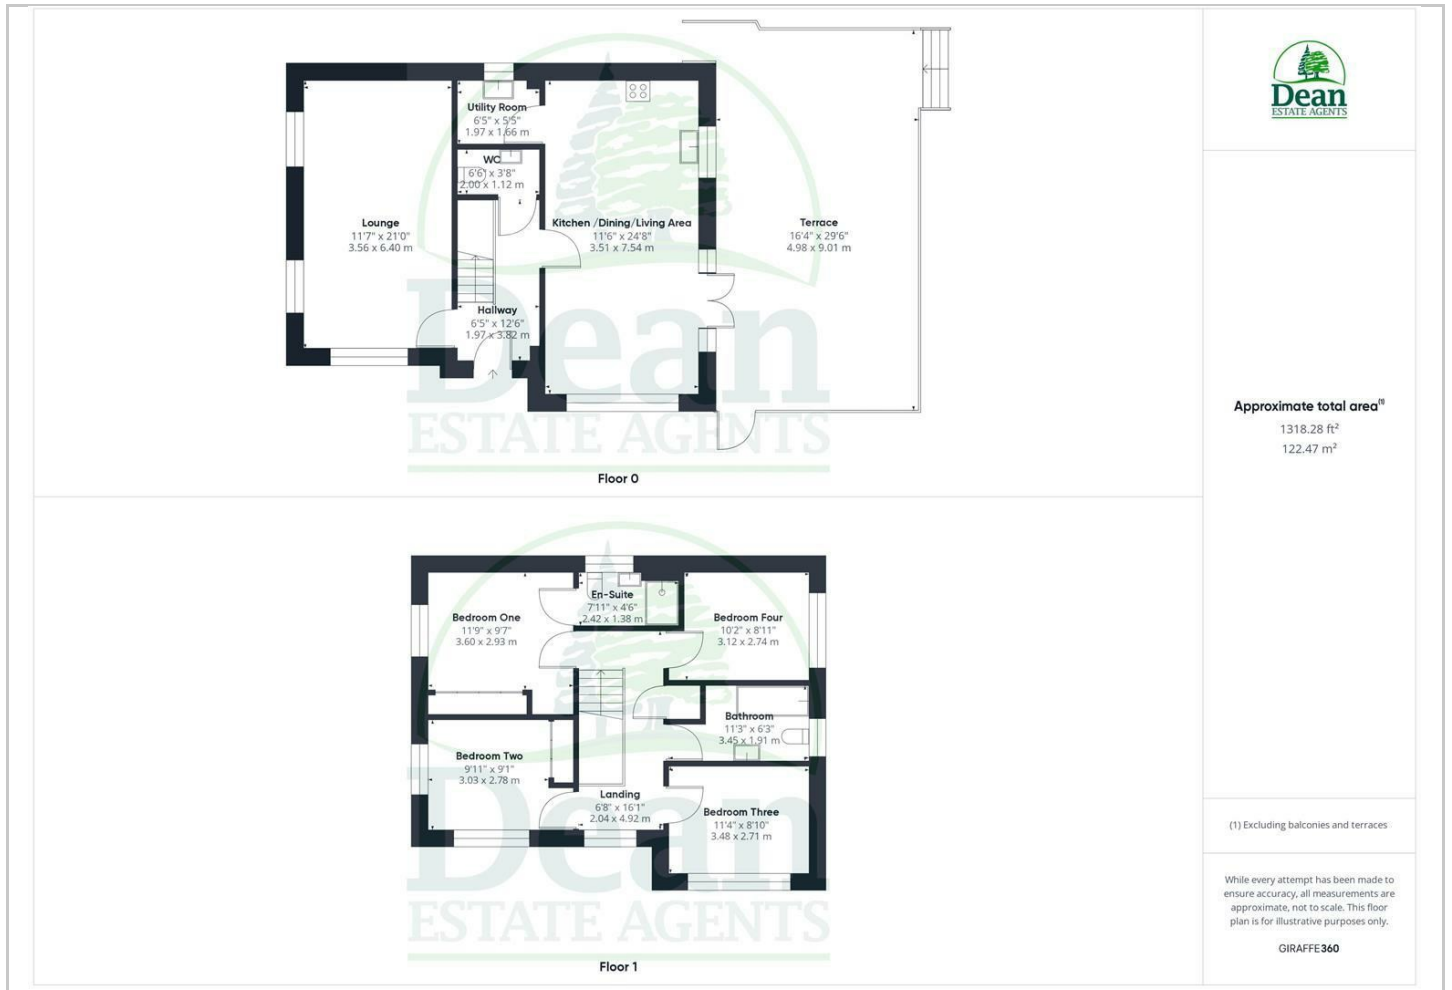 Utility Room
6'5" x 5'5"
1.97 x 1.66 m
WC
6'6" x 3'8"
2.00 x 1.12 m
Lounge
11'7" x 21'0"
3.56 x 6.40 m
Kitchen /Dining/Living Area
11'6" x 24'8"
3.51 x 7.54 m
Terrace
16'4" x 29'6"
4.98 x 9.01 m
Hallway
6'5" x 12'6"
1.97 x 3.82 m
Dean
ESTATE AGENTS
Floor 0
En-Suite
7'11" x 4'6"
2.42 x 1.38 m
Bedroom One
11'9" x 9'7"
3.60 x 2.93 m
Bedroom Four
10'2" x 8'11"
3.12 x 2.74 m
Bathroom
11'3" x 6'3"
3.45 x 1.91 m
Bedroom Two
9'11" x 9'1"
3.03 x 2.78 m
Landing
6'8" x 16'1"
2.04 x 4.92 m
Bedroom Three
11'4" x 8'10"
3.48 x 2.71 m
Dean
ESTATE AGENTS
Floor 1
Dean
ESTATE AGENTS
Approximate total area(1)
1318.28 ft²
122.47 m²
(1) Excluding balconies and terraces
While every attempt has been made to
ensure accuracy, all measurements are
approximate, not to scale. This floor
plan is for illustrative purposes only.
GIRAFFE360